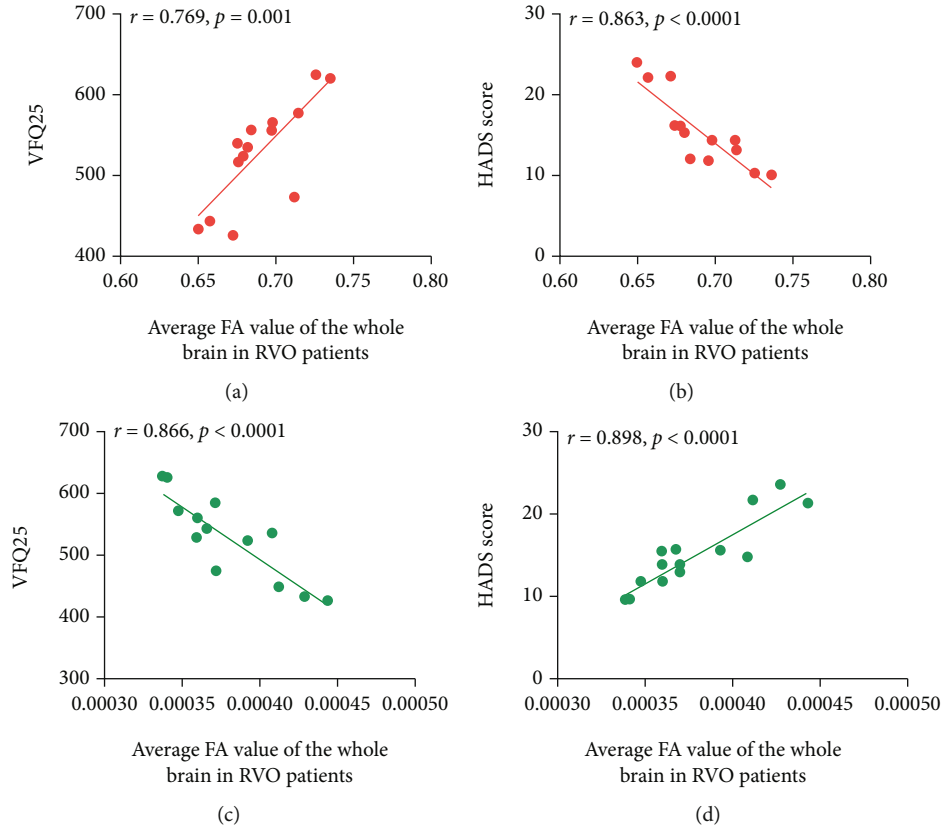 r = 0.769, p = 0.001
700
600
500
400
VFQ25
0.60 0.65 0.70 0.75 0.80
Average FA value of the whole
brain in RVO patients
(a)
r = 0.863, p < 0.0001
30
20
10
0
HADS score
0.60 0.65 0.70 0.75 0.80
Average FA value of the whole
brain in RVO patients
(b)
r = 0.866, p < 0.0001
700
600
500
400
300
VFQ25
0.00030 0.00035 0.00040 0.00045 0.00050
Average FA value of the whole
brain in RVO patients
(c)
r = 0.898, p < 0.0001
30
20
10
0
HADS score
0.00030 0.00035 0.00040 0.00045 0.00050
Average FA value of the whole
brain in RVO patients
(d)